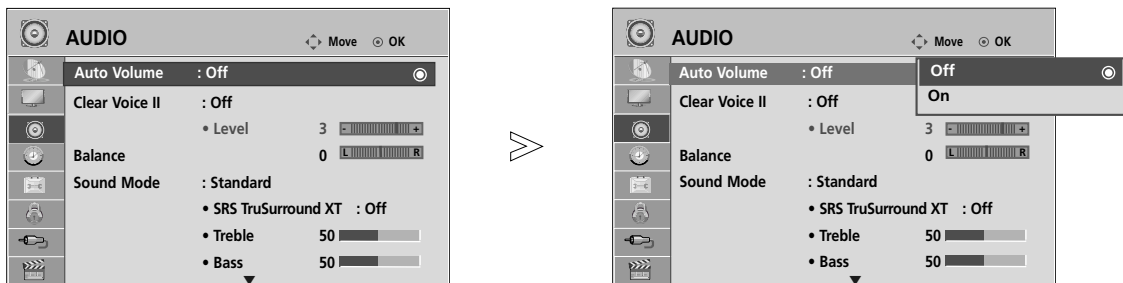 AUDIO Move OK
Auto Volume : Off
Clear Voice II : Off
• Level 3 - +
Balance 0 L R
Sound Mode : Standard
• SRS TruSurround XT : Off
• Treble 50
• Bass 50
AUDIO Move OK
Auto Volume : Off
Off
On
Clear Voice II : Off
• Level 3 - +
Balance 0 L R
Sound Mode : Standard
• SRS TruSurround XT : Off
• Treble 50
• Bass 50